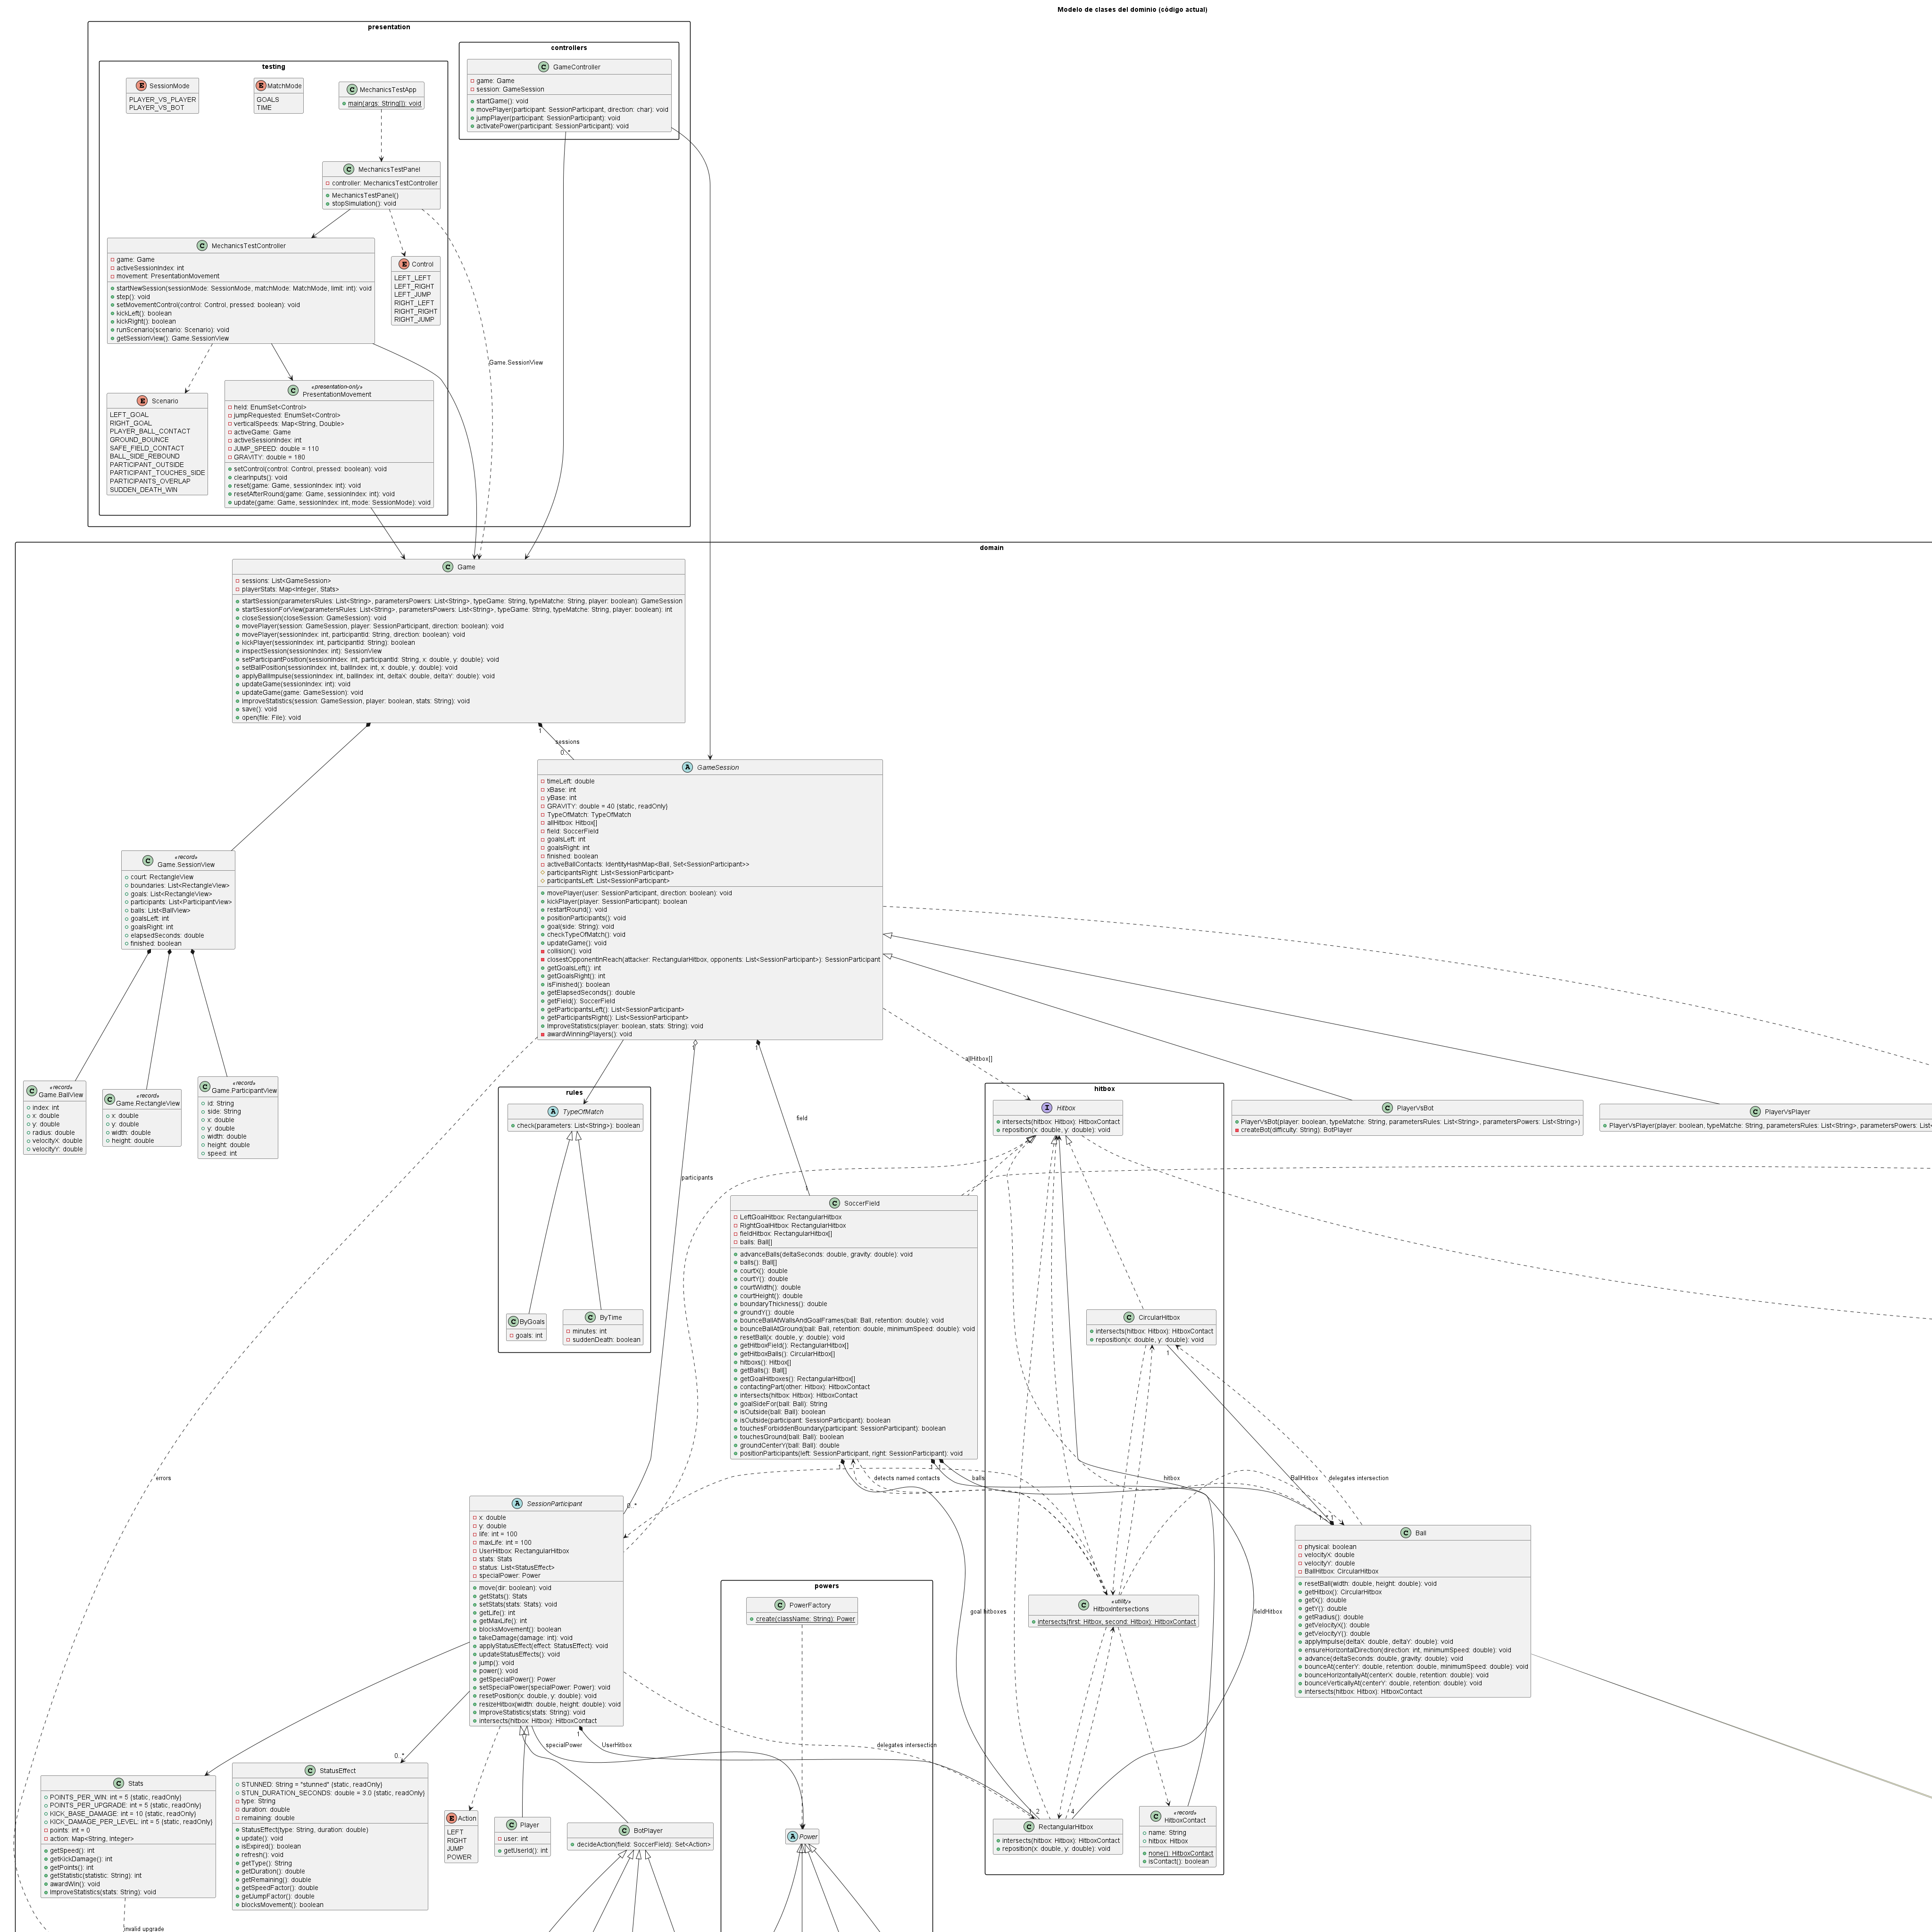 Modelo de clases del dominio (código actual)
presentation
testing
controllers
SessionMode
PLAYER_VS_PLAYER
PLAYER_VS_BOT
MatchMode
GOALS
TIME
MechanicsTestApp
main(args: String[]): void
GameController
game: Game
session: GameSession
startGame(): void
movePlayer(participant: SessionParticipant, direction: char): void
jumpPlayer(participant: SessionParticipant): void
activatePower(participant: SessionParticipant): void
MechanicsTestPanel
controller: MechanicsTestController
MechanicsTestPanel()
stopSimulation(): void
MechanicsTestController
game: Game
activeSessionIndex: int
movement: PresentationMovement
startNewSession(sessionMode: SessionMode, matchMode: MatchMode, limit: int): void
step(): void
setMovementControl(control: Control, pressed: boolean): void
kickLeft(): boolean
kickRight(): boolean
runScenario(scenario: Scenario): void
getSessionView(): Game.SessionView
Control
LEFT_LEFT
LEFT_RIGHT
LEFT_JUMP
RIGHT_LEFT
RIGHT_RIGHT
RIGHT_JUMP
Game.SessionView
Scenario
LEFT_GOAL
RIGHT_GOAL
PLAYER_BALL_CONTACT
GROUND_BOUNCE
SAFE_FIELD_CONTACT
BALL_SIDE_REBOUND
PARTICIPANT_OUTSIDE
PARTICIPANT_TOUCHES_SIDE
PARTICIPANTS_OVERLAP
SUDDEN_DEATH_WIN
«presentation-only»
PresentationMovement
held: EnumSet<Control>
jumpRequested: EnumSet<Control>
verticalSpeeds: Map<String, Double>
activeGame: Game
activeSessionIndex: int
JUMP_SPEED: double = 110
GRAVITY: double = 180
setControl(control: Control, pressed: boolean): void
clearInputs(): void
reset(game: Game, sessionIndex: int): void
resetAfterRound(game: Game, sessionIndex: int): void
update(game: Game, sessionIndex: int, mode: SessionMode): void
domain
Game
sessions: List<GameSession>
playerStats: Map<Integer, Stats>
startSession(parametersRules: List<String>, parametersPowers: List<String>, typeGame: String, typeMatche: String, player: boolean): GameSession
startSessionForView(parametersRules: List<String>, parametersPowers: List<String>, typeGame: String, typeMatche: String, player: boolean): int
closeSession(closeSession: GameSession): void
movePlayer(session: GameSession, player: SessionParticipant, direction: boolean): void
movePlayer(sessionIndex: int, participantId: String, direction: boolean): void
kickPlayer(sessionIndex: int, participantId: String): boolean
inspectSession(sessionIndex: int): SessionView
setParticipantPosition(sessionIndex: int, participantId: String, x: double, y: double): void
setBallPosition(sessionIndex: int, ballIndex: int, x: double, y: double): void
applyBallImpulse(sessionIndex: int, ballIndex: int, deltaX: double, deltaY: double): void
updateGame(sessionIndex: int): void
updateGame(game: GameSession): void
ImproveStatistics(session: GameSession, player: boolean, stats: String): void
save(): void
open(file: File): void
1
sessions
0..*
GameSession
timeLeft: double
xBase: int
yBase: int
GRAVITY: double = 40 {static, readOnly}
TypeOfMatch: TypeOfMatch
allHitbox: Hitbox[]
field: SoccerField
goalsLeft: int
goalsRight: int
finished: boolean
activeBallContacts: IdentityHashMap<Ball, Set<SessionParticipant>>
participantsRight: List<SessionParticipant>
participantsLeft: List<SessionParticipant>
movePlayer(user: SessionParticipant, direction: boolean): void
kickPlayer(player: SessionParticipant): boolean
restartRound(): void
positionParticipants(): void
goal(side: String): void
checkTypeOfMatch(): void
updateGame(): void
collision(): void
closestOpponentInReach(attacker: RectangularHitbox, opponents: List<SessionParticipant>): SessionParticipant
getGoalsLeft(): int
getGoalsRight(): int
isFinished(): boolean
getElapsedSeconds(): double
getField(): SoccerField
getParticipantsLeft(): List<SessionParticipant>
getParticipantsRight(): List<SessionParticipant>
ImproveStatistics(player: boolean, stats: String): void
awardWinningPlayers(): void
«record»
Game.SessionView
court: RectangleView
boundaries: List<RectangleView>
goals: List<RectangleView>
participants: List<ParticipantView>
balls: List<BallView>
goalsLeft: int
goalsRight: int
elapsedSeconds: double
finished: boolean
«record»
Game.BallView
index: int
x: double
y: double
radius: double
velocityX: double
velocityY: double
«record»
Game.RectangleView
x: double
y: double
width: double
height: double
«record»
Game.ParticipantView
id: String
side: String
x: double
y: double
width: double
height: double
speed: int
1
1
allHitbox[]
rules
TypeOfMatch
check(parameters: List<String>): boolean
ByGoals
goals: int
ByTime
minutes: int
suddenDeath: boolean
participants
field
1
hitbox
Hitbox
intersects(hitbox: Hitbox): HitboxContact
reposition(x: double, y: double): void
PlayerVsBot
PlayerVsBot(player: boolean, typeMatche: String, parametersRules: List<String>, parametersPowers: List<String>)
createBot(difficulty: String): BotPlayer
PlayerVsPlayer
PlayerVsPlayer(player: boolean, typeMatche: String, parametersRules: List<String>, parametersPowers: List<
SoccerField
LeftGoalHitbox: RectangularHitbox
RightGoalHitbox: RectangularHitbox
fieldHitbox: RectangularHitbox[]
balls: Ball[]
advanceBalls(deltaSeconds: double, gravity: double): void
balls(): Ball[]
courtX(): double
courtY(): double
courtWidth(): double
courtHeight(): double
boundaryThickness(): double
groundY(): double
bounceBallAtWallsAndGoalFrames(ball: Ball, retention: double): void
bounceBallAtGround(ball: Ball, retention: double, minimumSpeed: double): void
resetBall(x: double, y: double): void
getHitboxField(): RectangularHitbox[]
getHitboxBalls(): CircularHitbox[]
hitboxs(): Hitbox[]
getBalls(): Ball[]
getGoalHitboxes(): RectangularHitbox[]
contactingPart(other: Hitbox): HitboxContact
intersects(hitbox: Hitbox): HitboxContact
goalSideFor(ball: Ball): String
isOutside(ball: Ball): boolean
isOutside(participant: SessionParticipant): boolean
touchesForbiddenBoundary(participant: SessionParticipant): boolean
touchesGround(ball: Ball): boolean
groundCenterY(ball: Ball): double
positionParticipants(left: SessionParticipant, right: SessionParticipant): void
CircularHitbox
intersects(hitbox: Hitbox): HitboxContact
reposition(x: double, y: double): void
1
errors
detects named contacts
balls
hitbox
BallHitbox
delegates intersection
0..*
SessionParticipant
x: double
y: double
life: int = 100
maxLife: int = 100
UserHitbox: RectangularHitbox
stats: Stats
status: List<StatusEffect>
specialPower: Power
move(dir: boolean): void
getStats(): Stats
setStats(stats: Stats): void
getLife(): int
getMaxLife(): int
blocksMovement(): boolean
takeDamage(damage: int): void
applyStatusEffect(effect: StatusEffect): void
updateStatusEffects(): void
jump(): void
power(): void
getSpecialPower(): Power
setSpecialPower(specialPower: Power): void
resetPosition(x: double, y: double): void
resizeHitbox(width: double, height: double): void
ImproveStatistics(stats: String): void
intersects(hitbox: Hitbox): HitboxContact
Ball
physical: boolean
velocityX: double
velocityY: double
BallHitbox: CircularHitbox
resetBall(width: double, height: double): void
getHitbox(): CircularHitbox
getX(): double
getY(): double
getRadius(): double
getVelocityX(): double
getVelocityY(): double
applyImpulse(deltaX: double, deltaY: double): void
ensureHorizontalDirection(direction: int, minimumSpeed: double): void
advance(deltaSeconds: double, gravity: double): void
bounceAt(centerY: double, retention: double, minimumSpeed: double): void
bounceHorizontallyAt(centerX: double, retention: double): void
bounceVerticallyAt(centerY: double, retention: double): void
intersects(hitbox: Hitbox): HitboxContact
powers
PowerFactory
create(className: String): Power
goal hitboxes
«utility»
HitboxIntersections
intersects(first: Hitbox, second: Hitbox): HitboxContact
fieldHitbox
0..*
1
specialPower
UserHitbox
delegates intersection
Stats
POINTS_PER_WIN: int = 5 {static, readOnly}
POINTS_PER_UPGRADE: int = 5 {static, readOnly}
KICK_BASE_DAMAGE: int = 10 {static, readOnly}
KICK_DAMAGE_PER_LEVEL: int = 5 {static, readOnly}
points: int = 0
action: Map<String, Integer>
getSpeed(): int
getKickDamage(): int
getPoints(): int
getStatistic(statistic: String): int
awardWin(): void
ImproveStatistics(stats: String): void
StatusEffect
STUNNED: String = "stunned" {static, readOnly}
STUN_DURATION_SECONDS: double = 3.0 {static, readOnly}
type: String
duration: double
remaining: double
StatusEffect(type: String, duration: double)
update(): void
isExpired(): boolean
refresh(): void
getType(): String
getDuration(): double
getRemaining(): double
getSpeedFactor(): double
getJumpFactor(): double
blocksMovement(): boolean
Action
LEFT
RIGHT
JUMP
POWER
Player
user: int
getUserId(): int
BotPlayer
decideAction(field: SoccerField): Set<Action>
Power
2
4
RectangularHitbox
intersects(hitbox: Hitbox): HitboxContact
reposition(x: double, y: double): void
«record»
HitboxContact
name: String
hitbox: Hitbox
none(): HitboxContact
isContact(): boolean
invalid upgrade